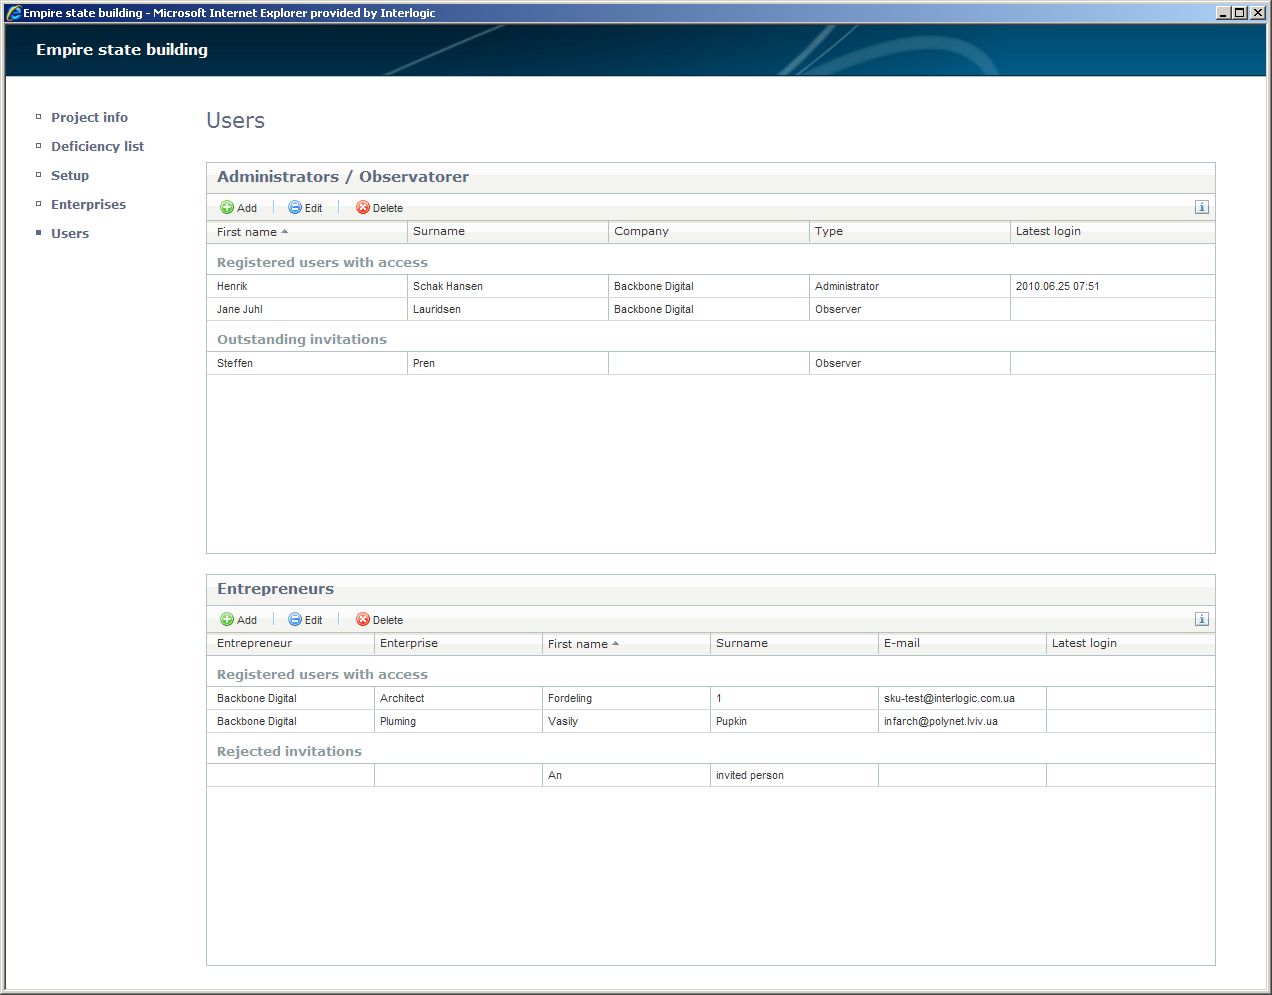 Empire state building - Microsoft Internet Explorer provided by Interlogic
Empire state building
Project info
Deficiency list
Setup
Enterprises
Users
Users
Administrators / Observatorer
Add Edit Delete
First name Surname Company Type Latest login
Registered users with access
Henrik Schak Hansen Backbone Digital Administrator 2010.06.25 07:51
Jane Juhl Lauridsen Backbone Digital Observer
Outstanding invitations
Steffen Pren Observer
Entrepreneurs
Add Edit Delete
Entrepreneur Enterprise First name Surname E-mail Latest login
Registered users with access
Backbone Digital Architect Fordeling 1 sku-test@interlogic.com.ua
Backbone Digital Pluming Vasily Pupkin infarch@polynet.lviv.ua
Rejected invitations
An invited person